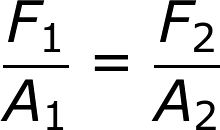 F₁/A₁ = F₂/A₂